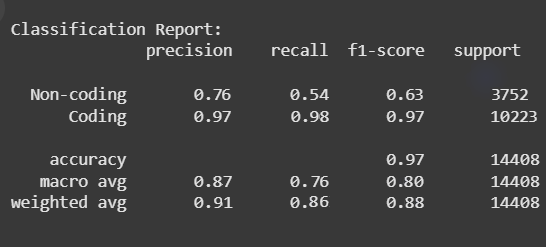 Classification Report:
precision recall f1-score support
Non-coding 0.76 0.54 0.63 3752
Coding 0.97 0.98 0.97 10223
accuracy 0.97 14408
macro avg 0.87 0.76 0.80 14408
weighted avg 0.91 0.86 0.88 14408